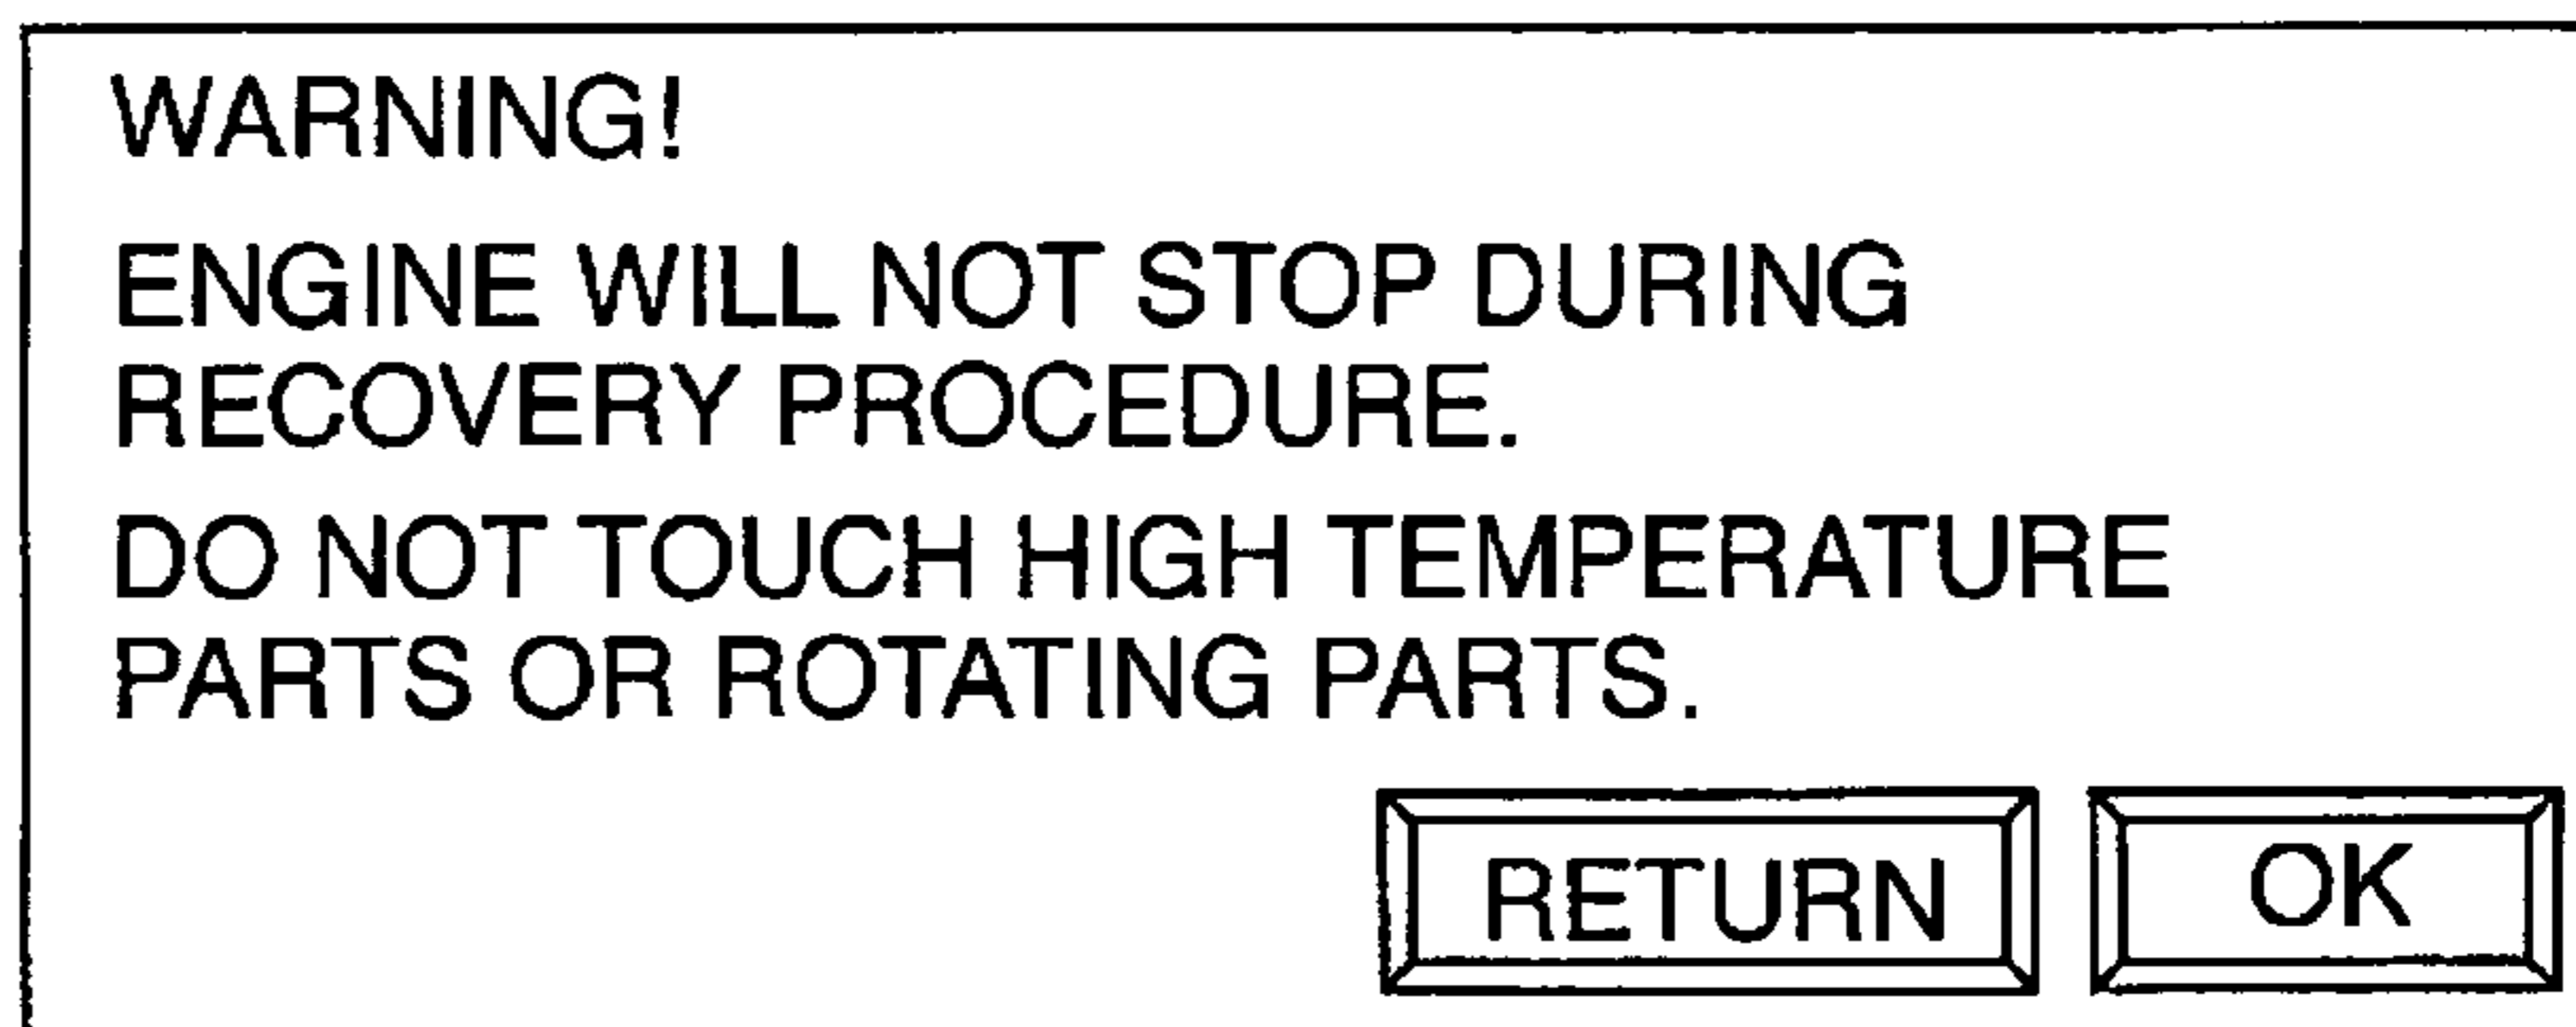 WARNING!
ENGINE WILL NOT STOP DURING
RECOVERY PROCEDURE.
DO NOT TOUCH HIGH TEMPERATURE
PARTS OR ROTATING PARTS.
RETURN OK